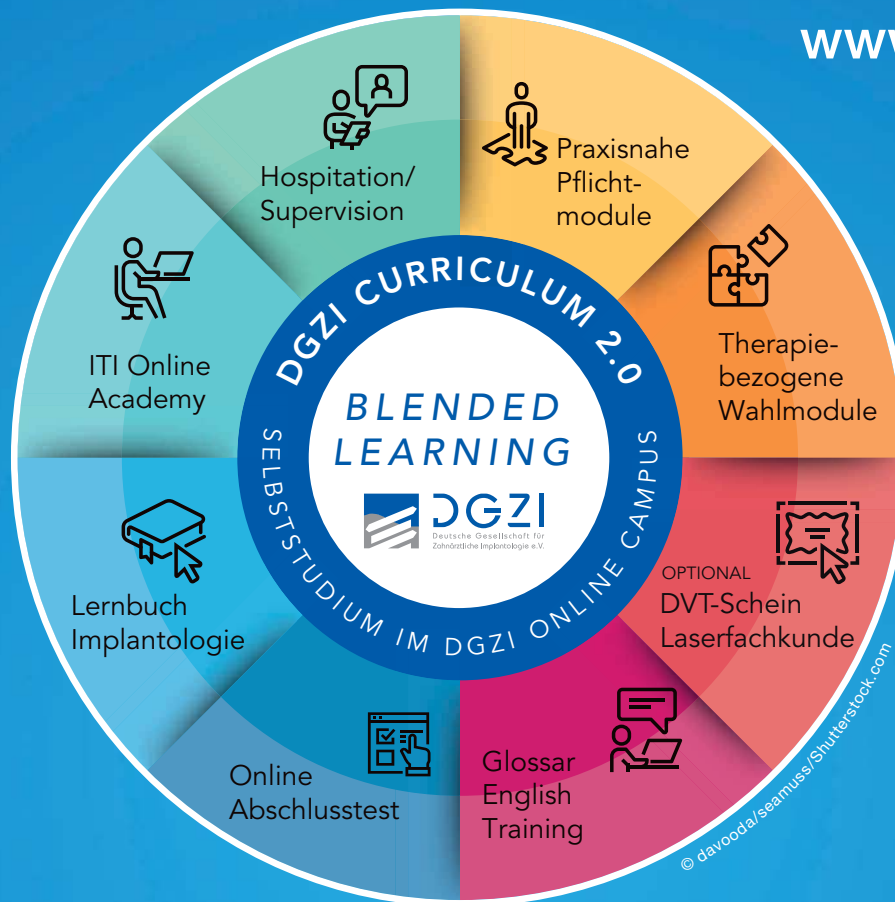 WWW
Hospitation/
Supervision
Praxisnahe
Pflicht-
module
Therapie-
bezogene
Wahlmodule
OPTIONAL
DVT-Schein
Laserfachkunde
Glossar
English
Training
Online
Abschlusstest
Lernbuch
Implantologie
ITI Online
Academy
DGZI CURRICULUM 2.0
SELBSTSTUDIUM IM DGZI ONLINE CAMPUS
BLENDED
LEARNING
DGZI
Deutsche Gesellschaft für
Zahnärztliche Implantologie e.V.
© davooda/seamuss/Shutterstock.com